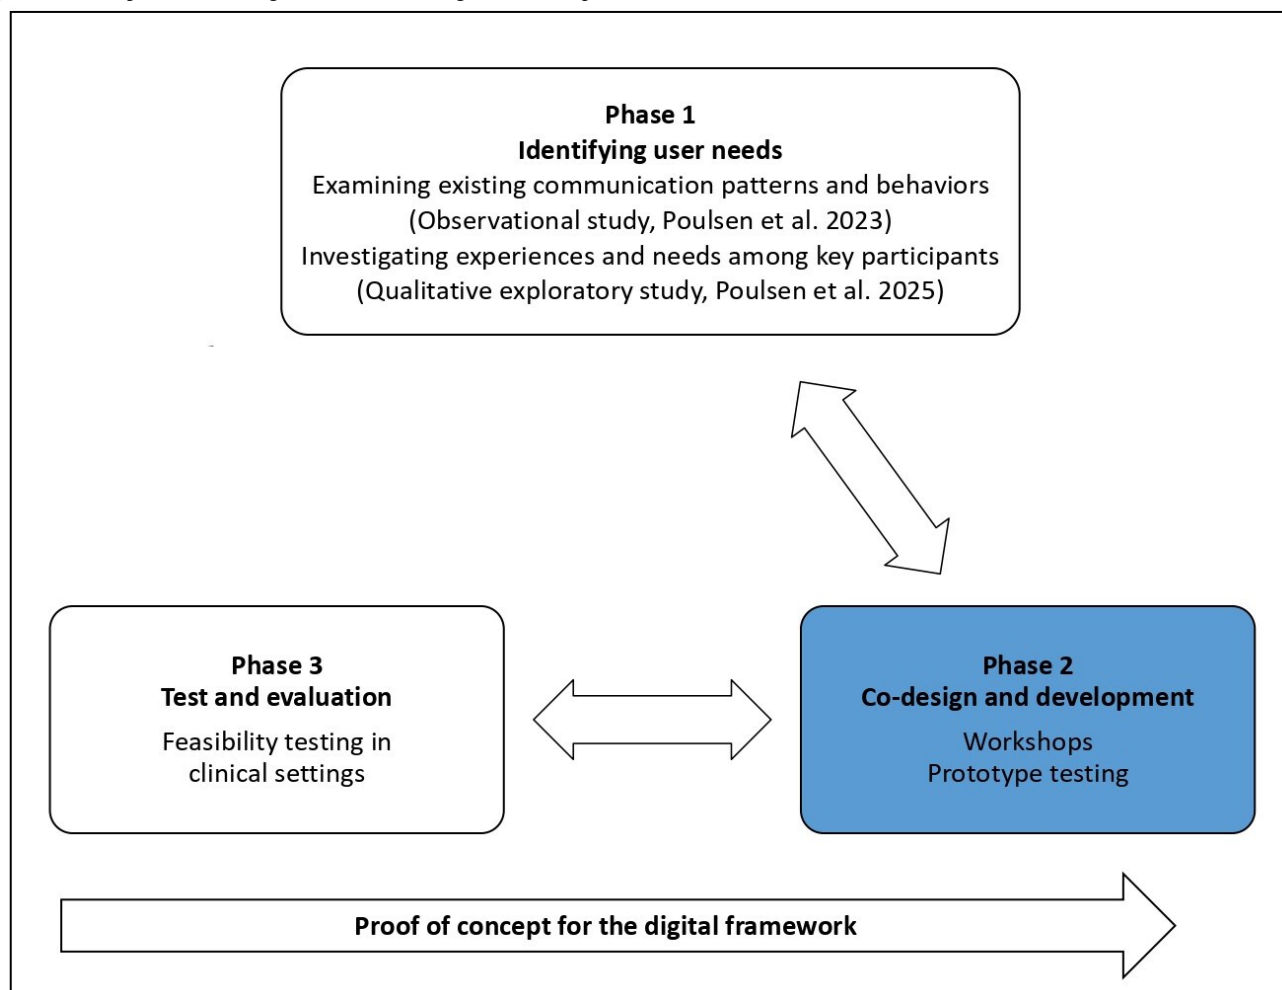 Phase 1
Identifying user needs
Examining existing communication patterns and behaviors
(Observational study, Poulsen et al. 2023)
Investigating experiences and needs among key participants
(Qualitative exploratory study, Poulsen et al. 2025)
Phase 3
Test and evaluation
Feasibility testing in
clinical settings
Phase 2
Co-design and development
Workshops
Prototype testing
Proof of concept for the digital framework